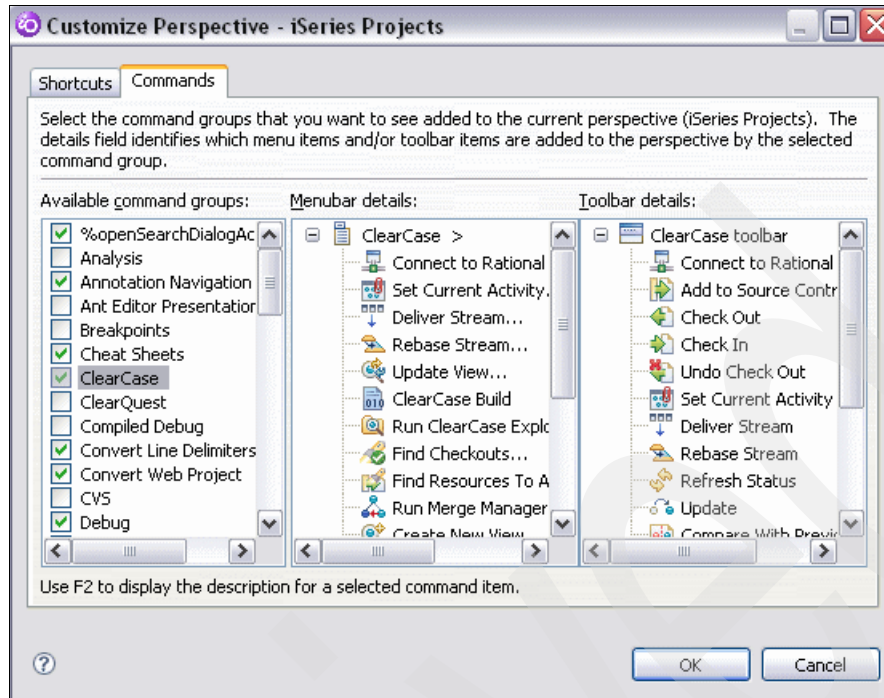 Customize Perspective - iSeries Projects
Shortcuts
Commands
Select the command groups that you want to see added to the current perspective (iSeries Projects). The
details field identifies which menu items and/or toolbar items are added to the perspective by the selected
command group.
Available command groups:
%openSearchDialogAc
Analysis
Annotation Navigation
Ant Editor Presentation
Breakpoints
Cheat Sheets
ClearCase
ClearQuest
Compiled Debug
Convert Line Delimiters
Convert Web Project
CVS
Debug
Menubar details:
ClearCase >
Connect to Rational
Set Current Activity.
Deliver Stream...
Rebase Stream...
Update View...
ClearCase Build
Run ClearCase Explo
Find Checkouts...
Find Resources To A
Run Merge Manager
Create New View
Toolbar details:
ClearCase toolbar
Connect to Rational
Add to Source Contr
Check Out
Check In
Undo Check Out
Set Current Activity
Deliver Stream
Rebase Stream
Refresh Status
Update
Compare With Previo
Use F2 to display the description for a selected command item.
OK
Cancel